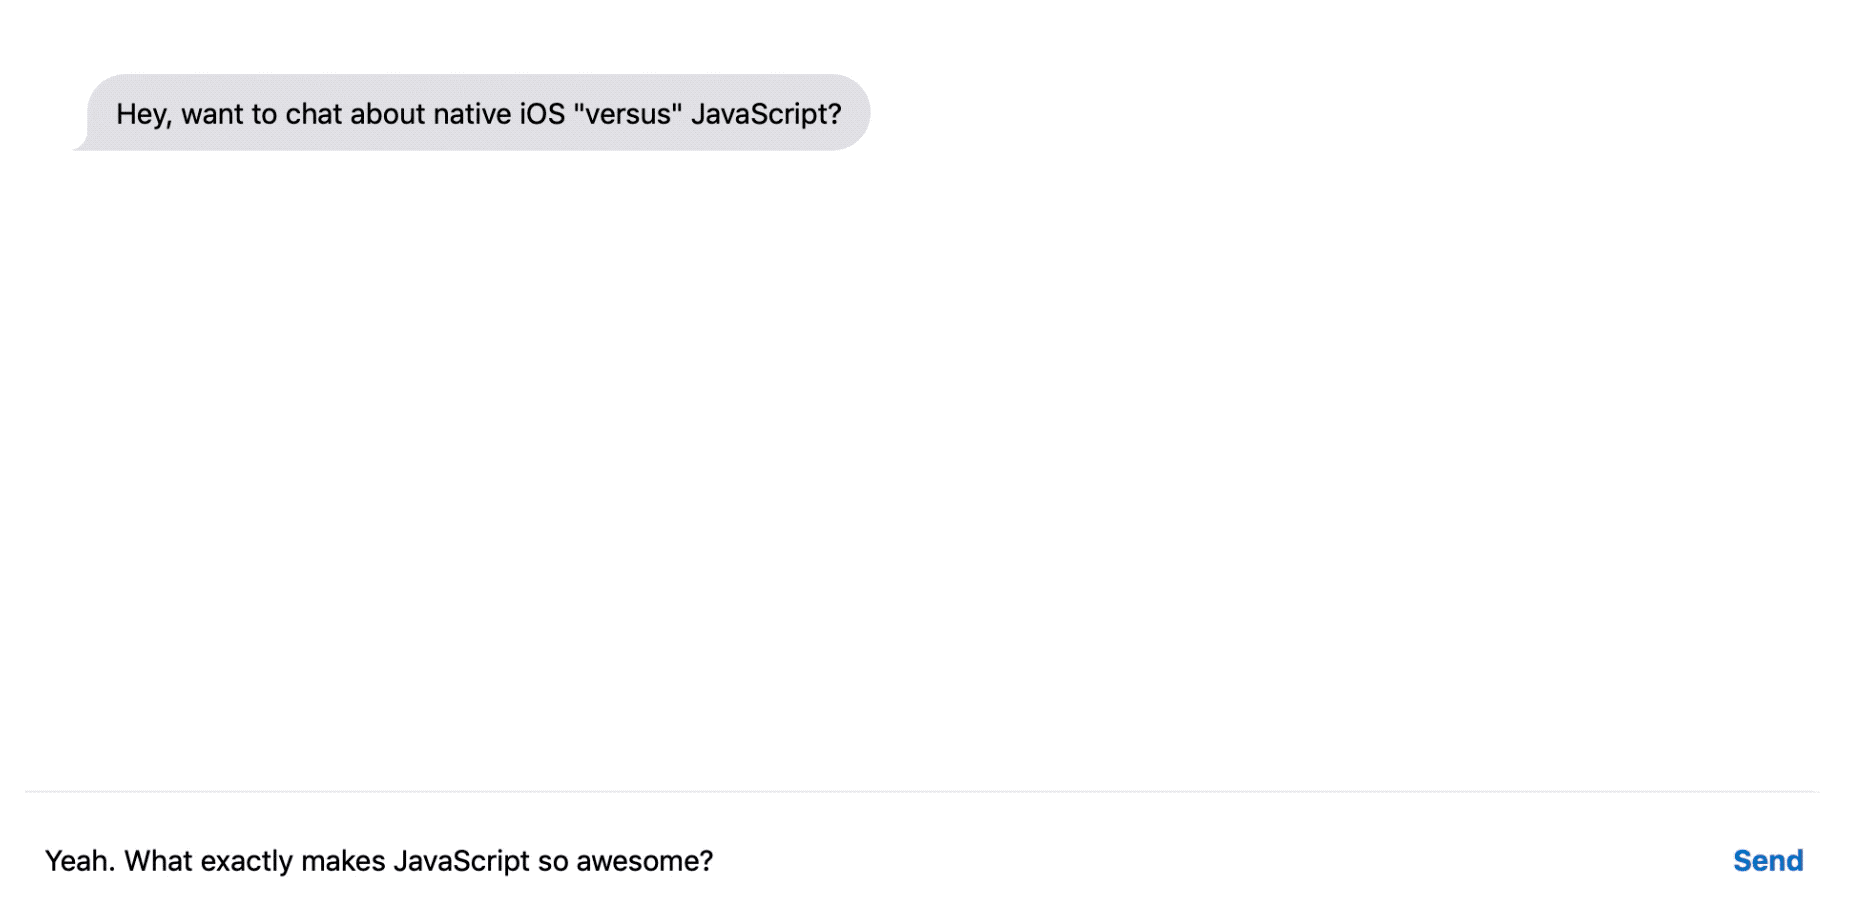 Hey, want to chat about native iOS "versus" JavaScript?
Yeah. What exactly makes JavaScript so awesome?
Send